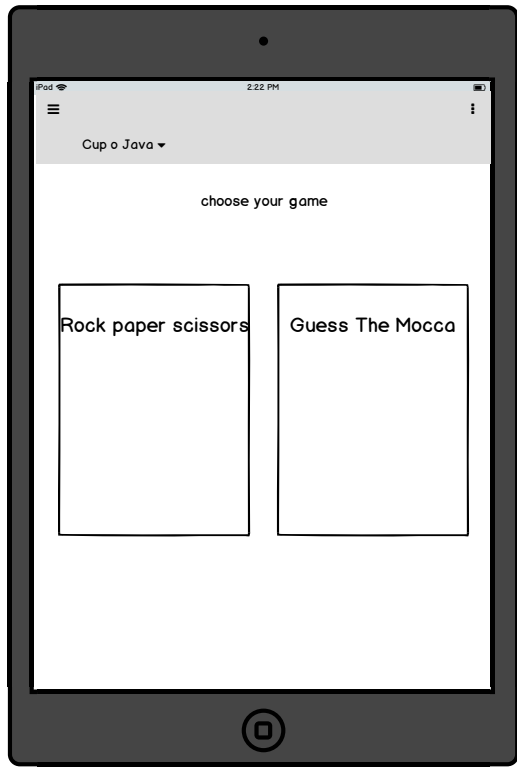 iPad 2:22 PM
Cup o Java
choose your game
Rock paper scissors Guess The Mocca